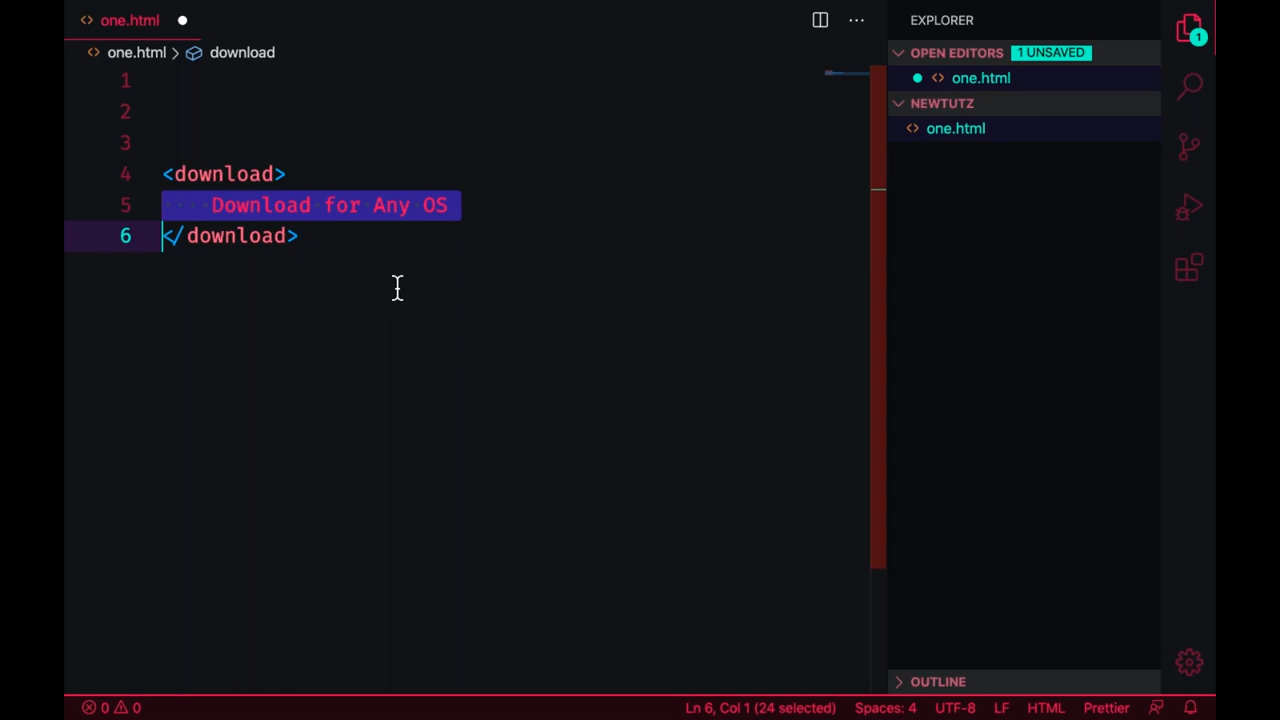 one.html
one.html > download
1
2
3
4 <download>
5 Download for Any OS
6 </download>
EXPLORER
OPEN EDITORS 1 UNSAVED
one.html
NEWTUTZ
one.html
1
OUTLINE
0 0
Ln 6, Col 1 (24 selected) Spaces: 4 UTF-8 LF HTML Prettier